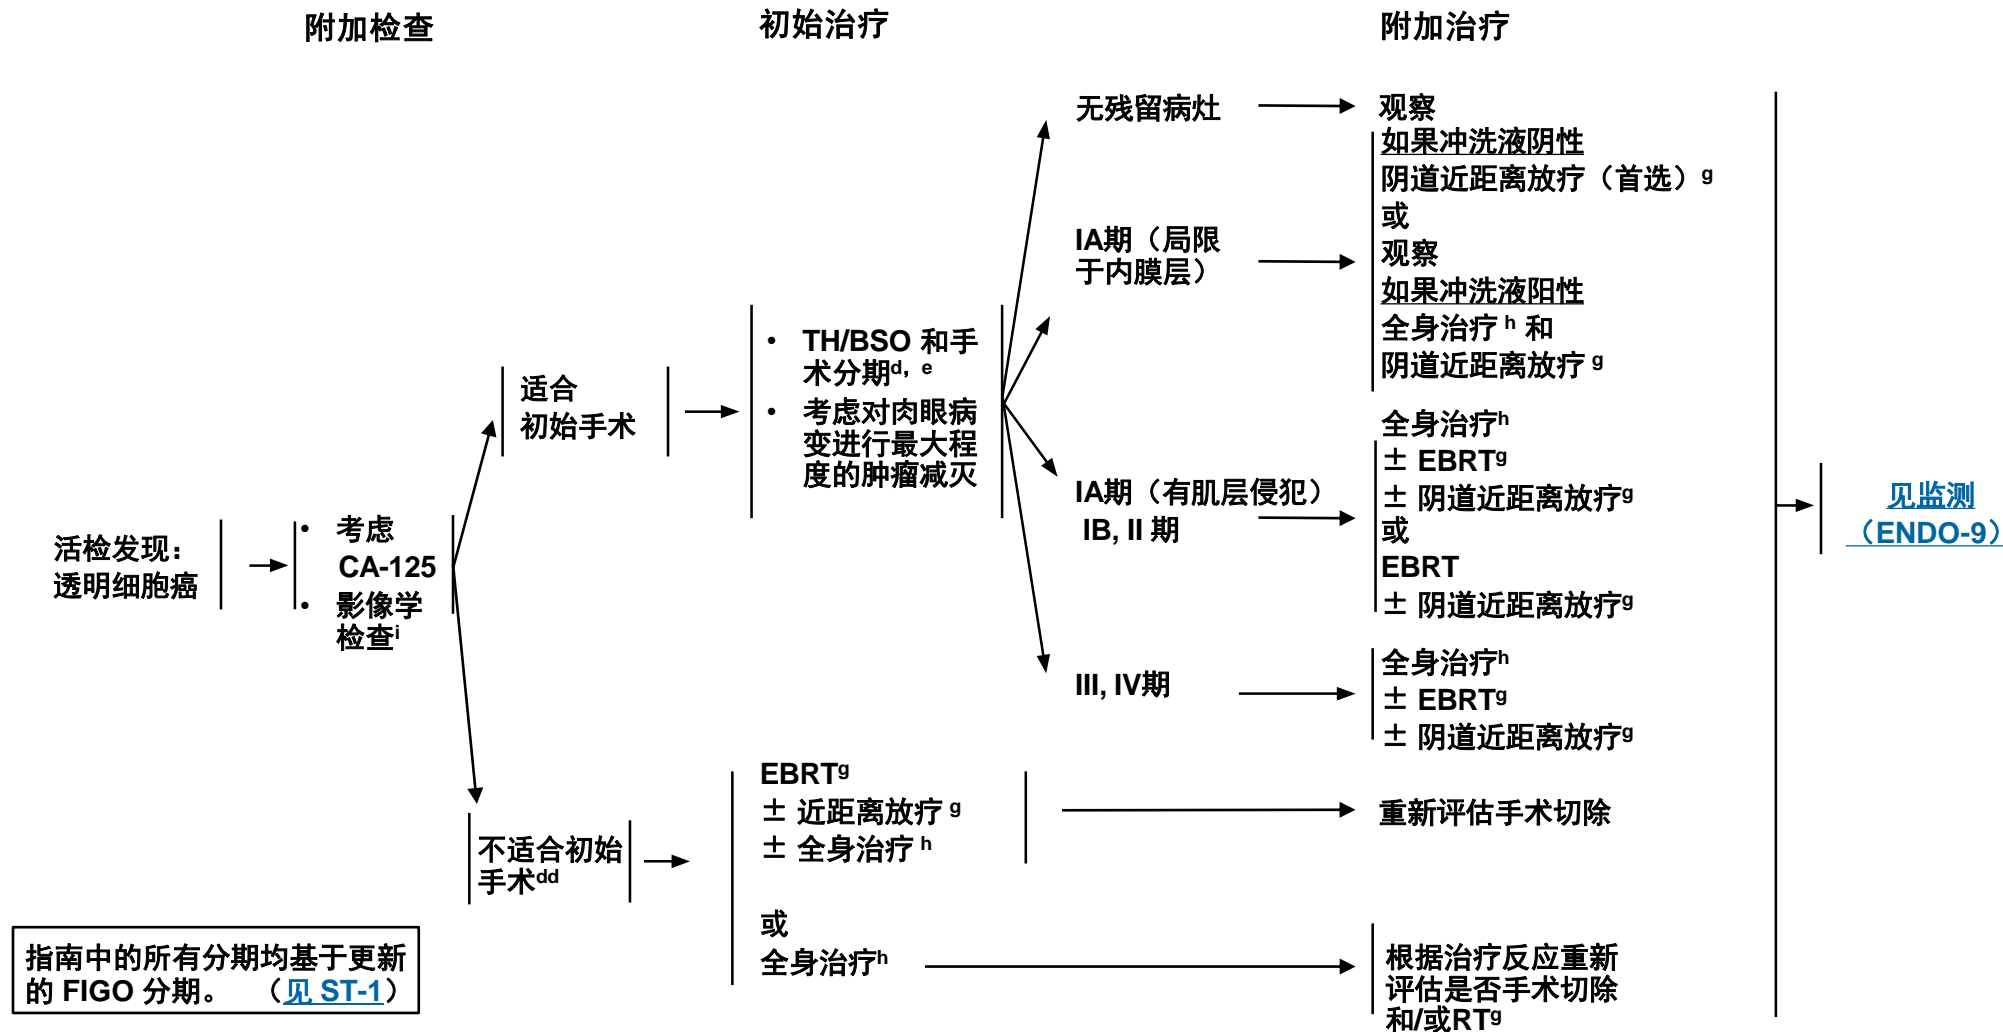 附加检查
初始治疗
附加治疗
活检发现：
透明细胞癌
• 考虑
CA-125
• 影像学
检查i
适合
初始手术
• TH/BSO 和手
术分期d，e
• 考虑对肉眼病
变进行最大程
度的肿瘤减灭
无残留病灶
观察
IA期（局限
于内膜层）
如果冲洗液阴性
阴道近距离放疗（首选）g
或
观察
如果冲洗液阳性
全身治疗 h 和
阴道近距离放疗 g
IA期（有肌层侵犯）
IB, II 期
全身治疗h
± EBRTg
± 阴道近距离放疗g
或
EBRT
± 阴道近距离放疗g
III, IV期
全身治疗h
± EBRTg
± 阴道近距离放疗g
不适合初始
手术dd
EBRTg
± 近距离放疗 g
± 全身治疗 h
重新评估手术切除
或
全身治疗h
根据治疗反应重新
评估是否手术切除
和/或RTg
见监测
（ENDO-9）
指南中的所有分期均基于更新
的 FIGO 分期。 （见 ST-1）